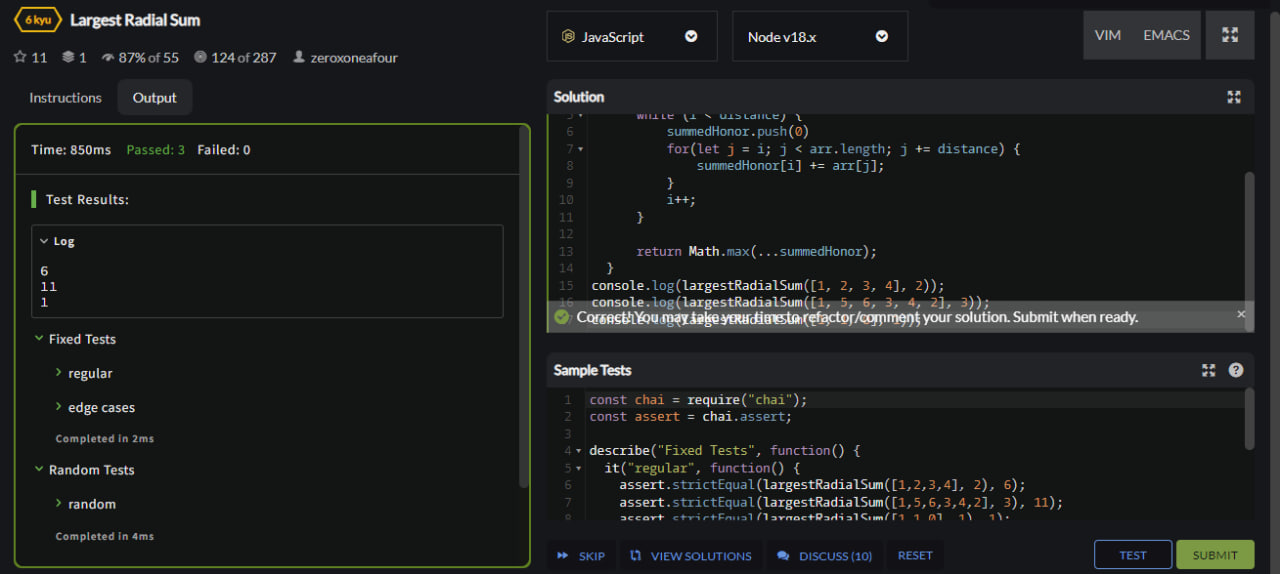 6 kyu Largest Radial Sum
11 1 87% of 55 124 of 287 zeroxoneafour
Instructions Output
Time: 850ms Passed: 3 Failed: 0
Test Results:
Log
6
11
1
Fixed Tests
regular
edge cases
Completed in 2ms
Random Tests
random
Completed in 4ms
JS JavaScript Node v18.x VIM EMACS
Solution
5 while (i < distance) {
6 summedHonor.push(0)
7 for(let j = i; j < arr.length; j += distance) {
8 summedHonor[i] += arr[j];
9 }
10 i++;
11 }
12
13 return Math.max(...summedHonor);
14 }
15 console.log(largestRadialSum([1, 2, 3, 4], 2));
16 console.log(largestRadialSum([1, 5, 6, 3, 4, 2], 3));
Correct! You may take your time to refactor/comment your solution. Submit when ready. ×
Sample Tests ?
1 const chai = require("chai");
2 const assert = chai.assert;
3
4 describe("Fixed Tests", function() {
5 it("regular", function() {
6 assert.strictEqual(largestRadialSum([1,2,3,4], 2), 6);
7 assert.strictEqual(largestRadialSum([1,5,6,3,4,2], 3), 11);
8 assert.strictEqual(largestRadialSum([1,1,0], 1), 1);
SKIP VIEW SOLUTIONS DISCUSS (10) RESET TEST SUBMIT